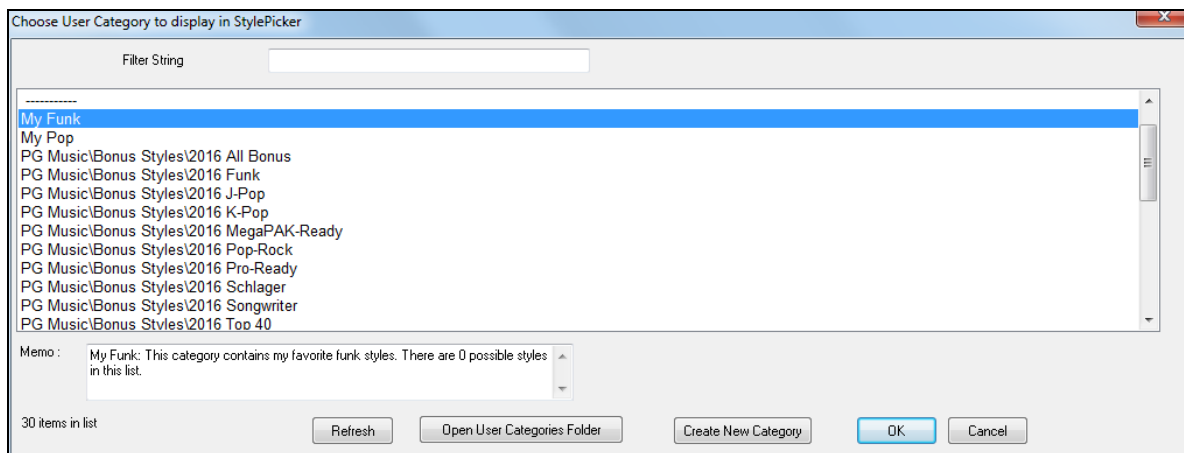 Choose User Category to display in StylePicker
Filter String
-----------
My Funk
My Pop
PG Music\Bonus Styles\2016 All Bonus
PG Music\Bonus Styles\2016 Funk
PG Music\Bonus Styles\2016 J-Pop
PG Music\Bonus Styles\2016 K-Pop
PG Music\Bonus Styles\2016 MegaPAK-Ready
PG Music\Bonus Styles\2016 Pop-Rock
PG Music\Bonus Styles\2016 Pro-Ready
PG Music\Bonus Styles\2016 Schlager
PG Music\Bonus Styles\2016 Songwriter
PG Music\Bonus Styles\2016 Top 40
Memo :
My Funk: This category contains my favorite funk styles. There are 0 possible styles
in this list.
30 items in list
Refresh
Open User Categories Folder
Create New Category
OK
Cancel